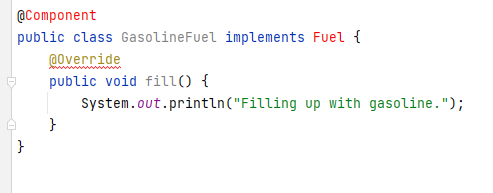 @Component
public class GasolineFuel implements Fuel {
    @Override
    public void fill() {
        System.out.println("Filling up with gasoline.");
    }
}